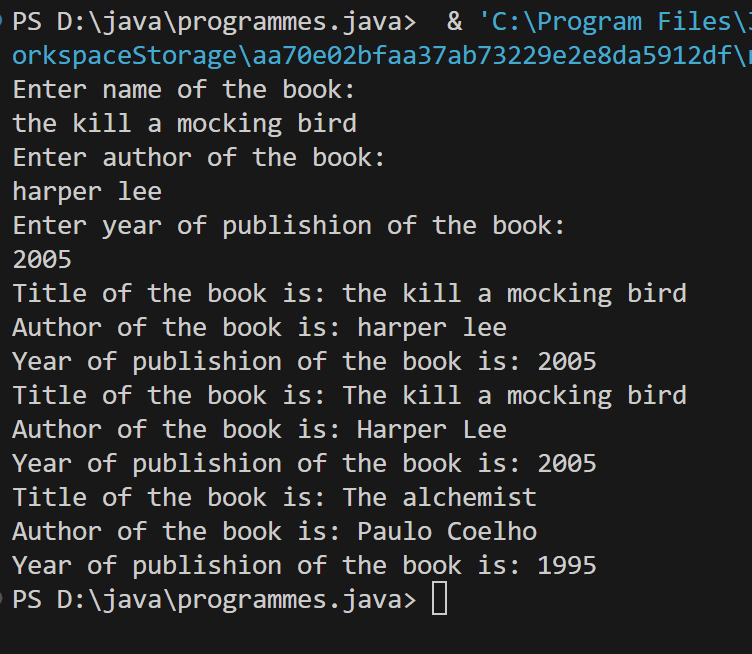 PS D:\java\programmes.java>  & 'C:\Program Files\
orkspaceStorage\aa70e02bfaa37ab73229e2e8da5912df\
Enter name of the book:
the kill a mocking bird
Enter author of the book:
harper lee
Enter year of publishion of the book:
2005
Title of the book is: the kill a mocking bird
Author of the book is: harper lee
Year of publishion of the book is: 2005
Title of the book is: The kill a mocking bird
Author of the book is: Harper Lee
Year of publishion of the book is: 2005
Title of the book is: The alchemist
Author of the book is: Paulo Coelho
Year of publishion of the book is: 1995
PS D:\java\programmes.java>